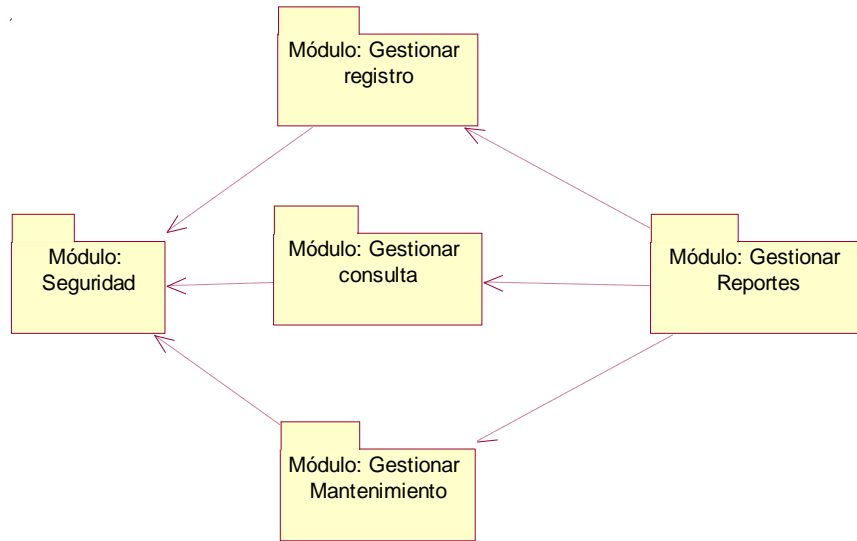 Módulo: Gestionar
registro
Módulo:
Seguridad
Módulo: Gestionar
consulta
Módulo: Gestionar
Reportes
Módulo: Gestionar
Mantenimiento